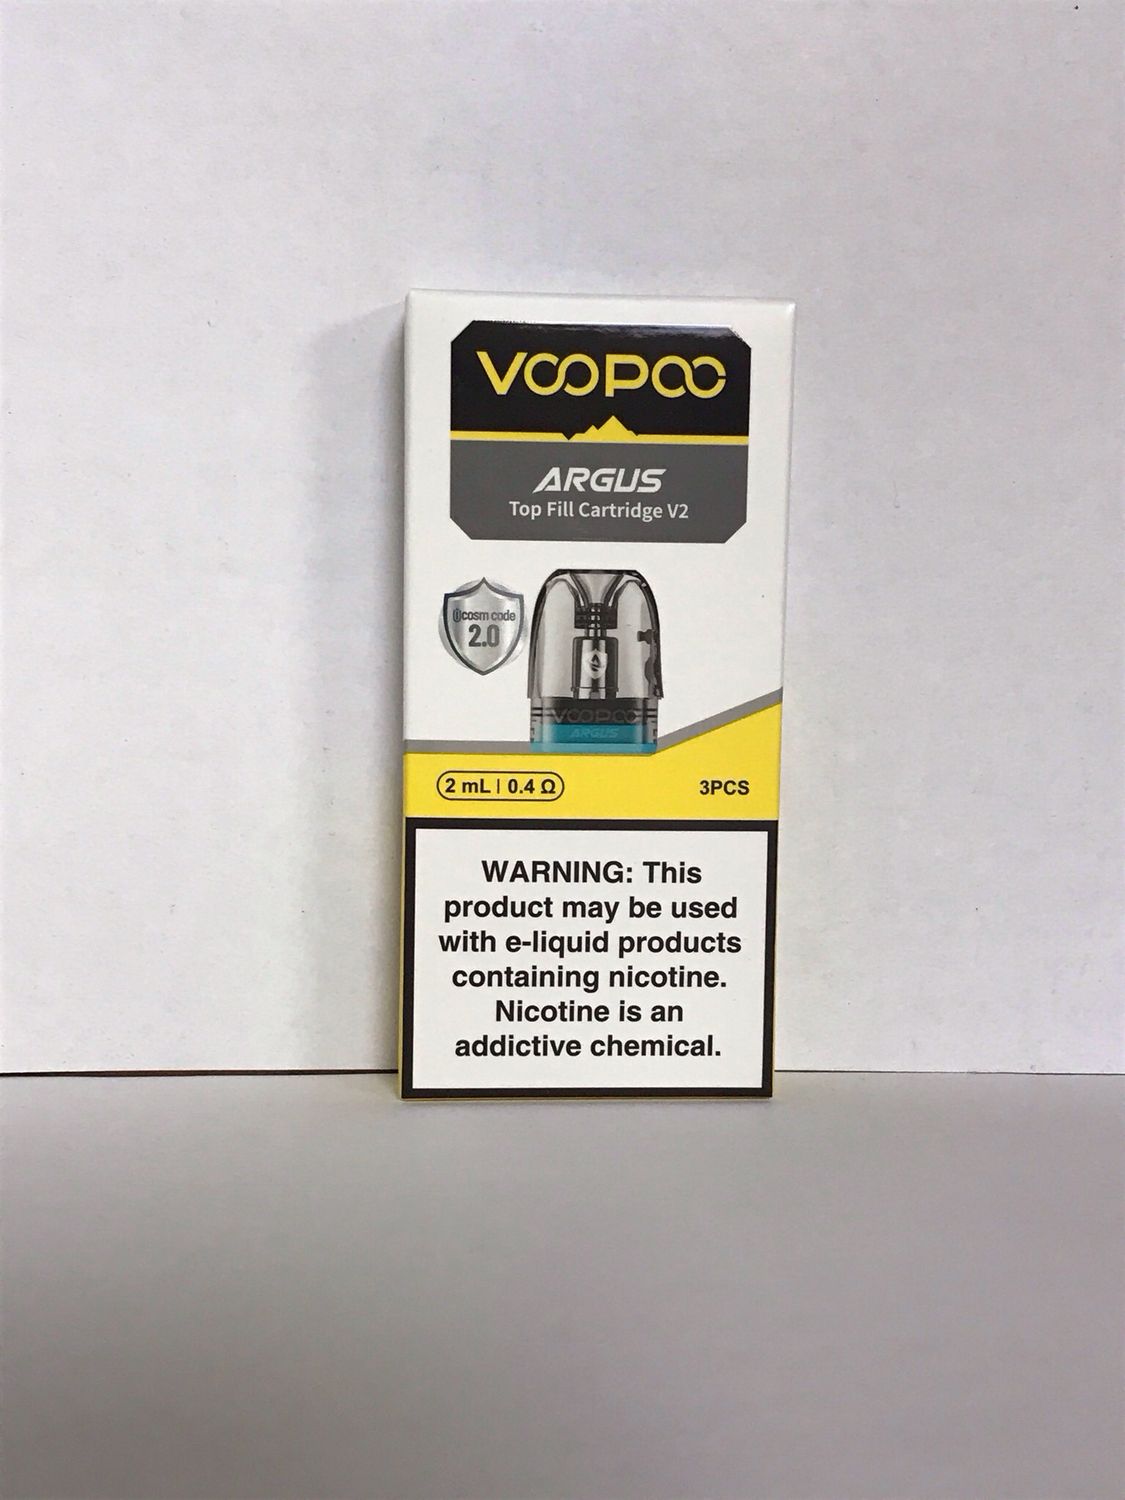 VOOPOO
ARGUS
Top Fill Cartridge V2
icosm code
2.0
VOOPOO
ARGUS
2 mL | 0.4 Ω
3PCS
WARNING: This
product may be used
with e-liquid products
containing nicotine.
Nicotine is an
addictive chemical.